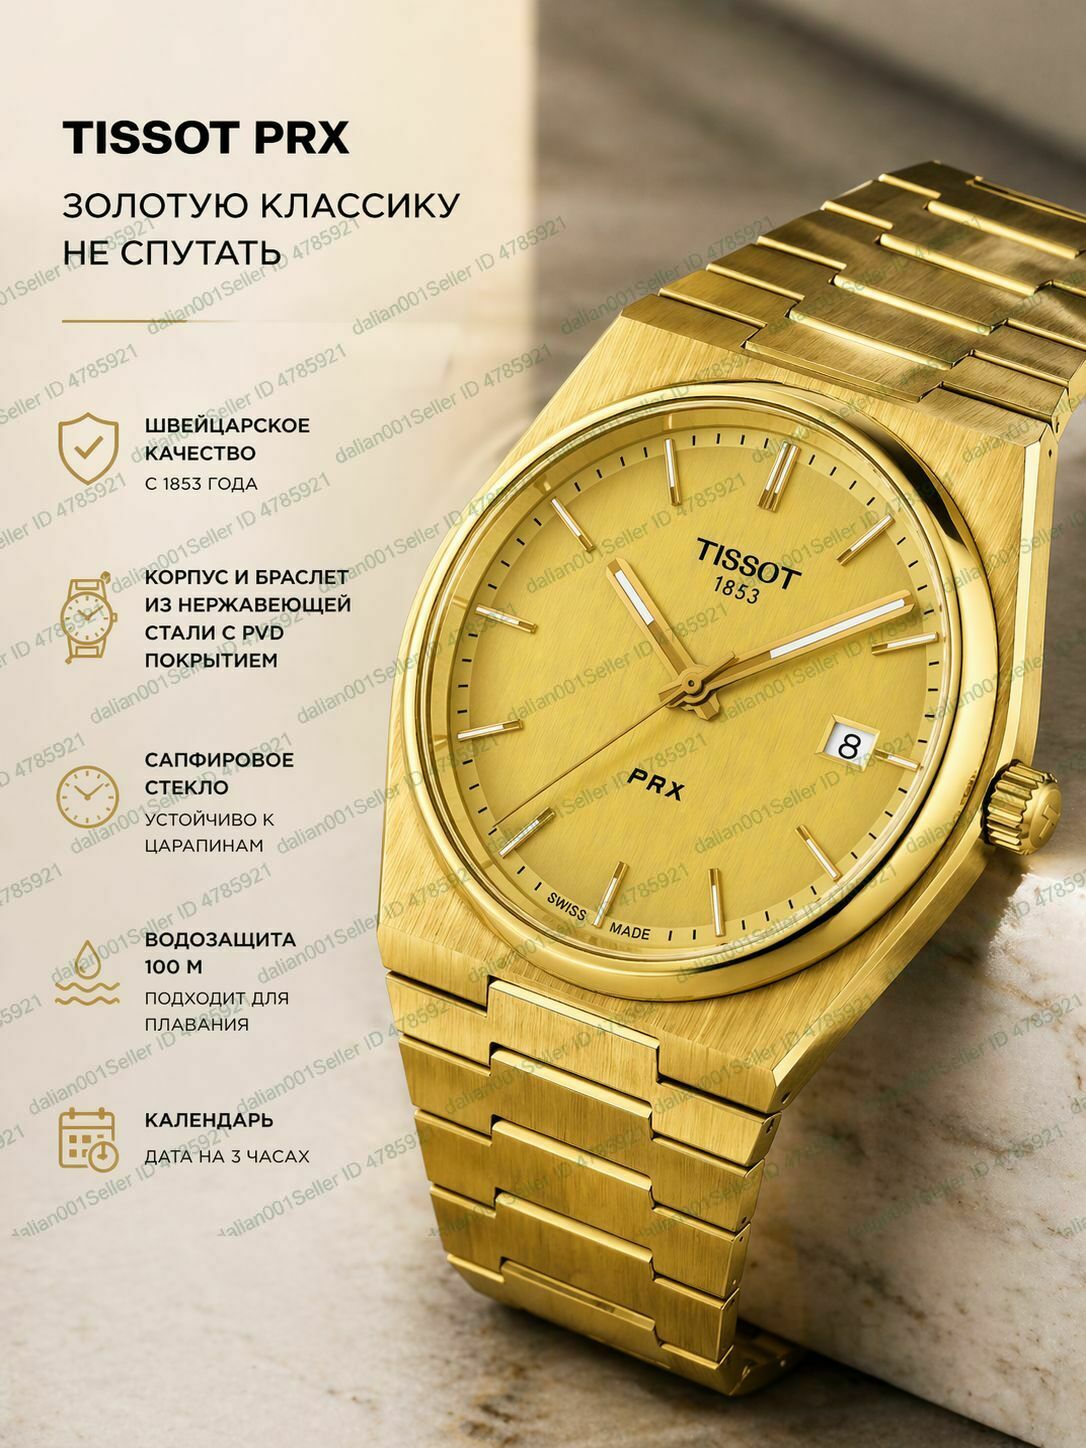 TISSOT PRX
ЗОЛОТУЮ КЛАССИКУ
НЕ СПУТАТЬ
ШВЕЙЦАРСКОЕ
КАЧЕСТВО
С 1853 ГОДА
КОРПУС И БРАСЛЕТ
ИЗ НЕРЖАВЕЮЩЕЙ
СТАЛИ С PVD
ПОКРЫТИЕМ
САПФИРОВОЕ
СТЕКЛО
УСТОЙЧИВО К
ЦАРАПИНАМ
ВОДОЗАЩИТА
100 М
ПОДХОДИТ ДЛЯ
ПЛАВАНИЯ
КАЛЕНДАРЬ
ДАТА НА 3 ЧАСАХ
TISSOT
1853
8
PRX
SWISS MADE
dalian001Seller ID 4785921